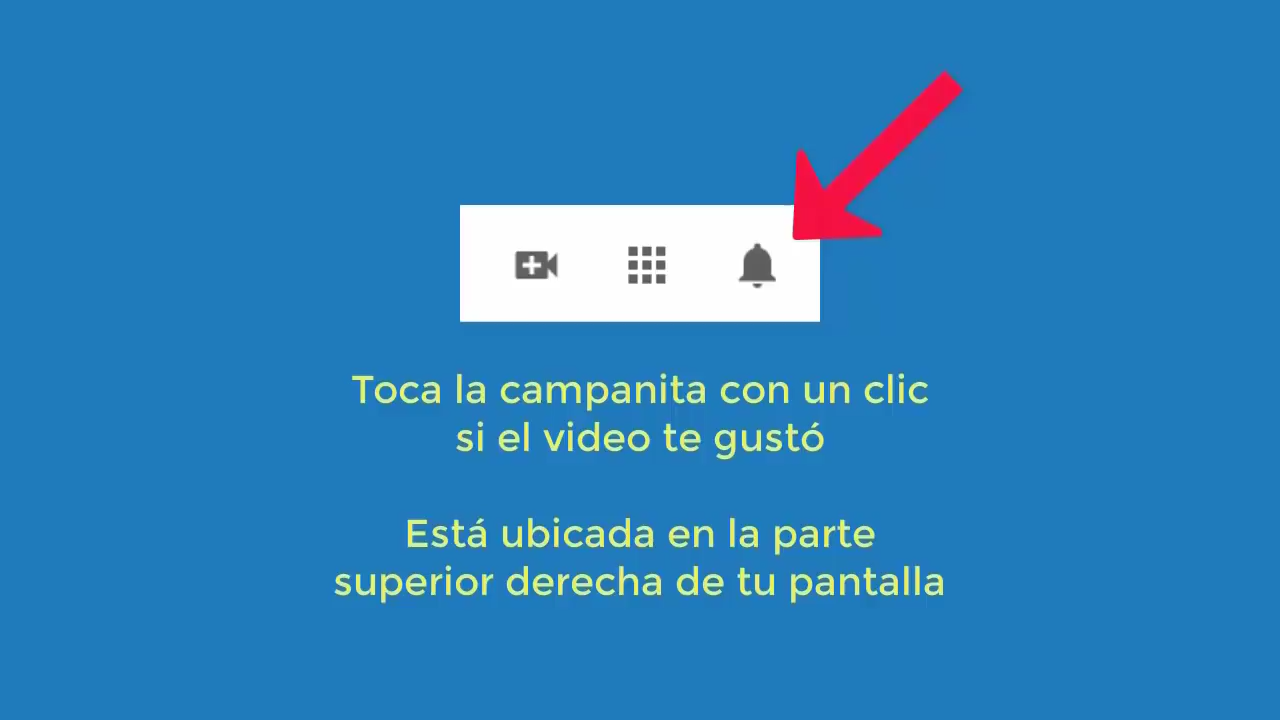 Toca la campanita con un clic
si el video te gustó
Está ubicada en la parte
superior derecha de tu pantalla